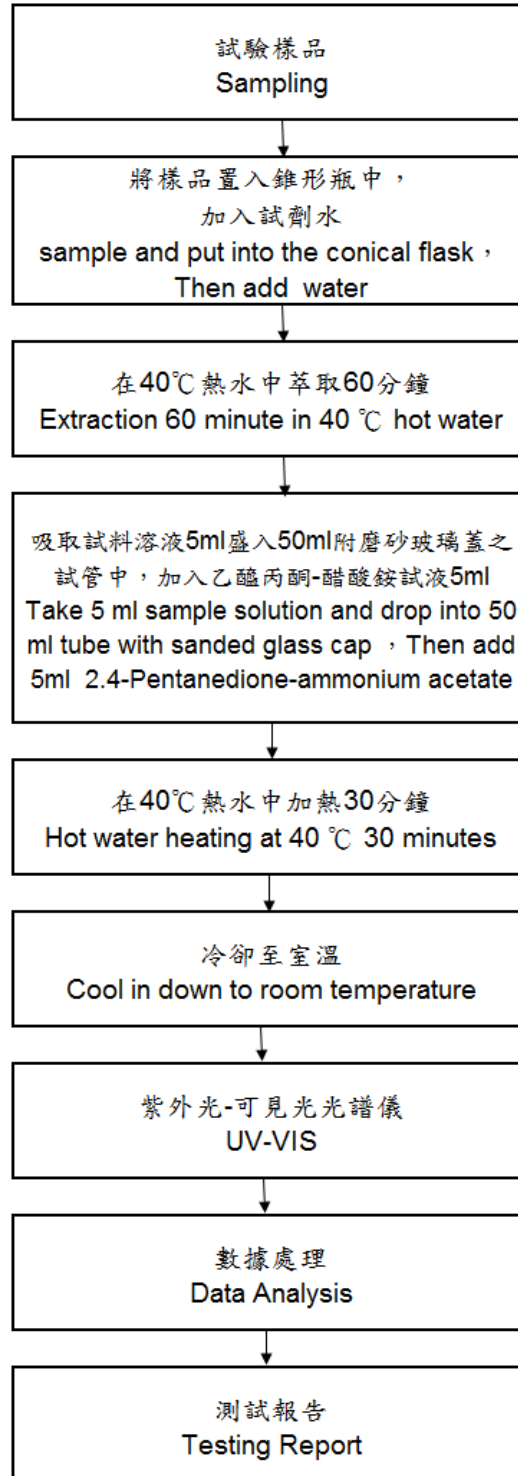 試驗樣品
Sampling
將樣品置入錐形瓶中，
加入試劑水
sample and put into the conical flask，
Then add water
在40℃熱水中萃取60分鐘
Extraction 60 minute in 40 ℃ hot water
吸取試料溶液5ml盛入50ml附磨砂玻璃蓋之
試管中，加入乙醯丙酮-醋酸銨試液5ml
Take 5 ml sample solution and drop into 50
ml tube with sanded glass cap ，Then add
5ml 2.4-Pentanedione-ammonium acetate
在40℃熱水中加熱30分鐘
Hot water heating at 40 ℃ 30 minutes
冷卻至室溫
Cool in down to room temperature
紫外光-可見光光譜儀
UV-VIS
數據處理
Data Analysis
測試報告
Testing Report